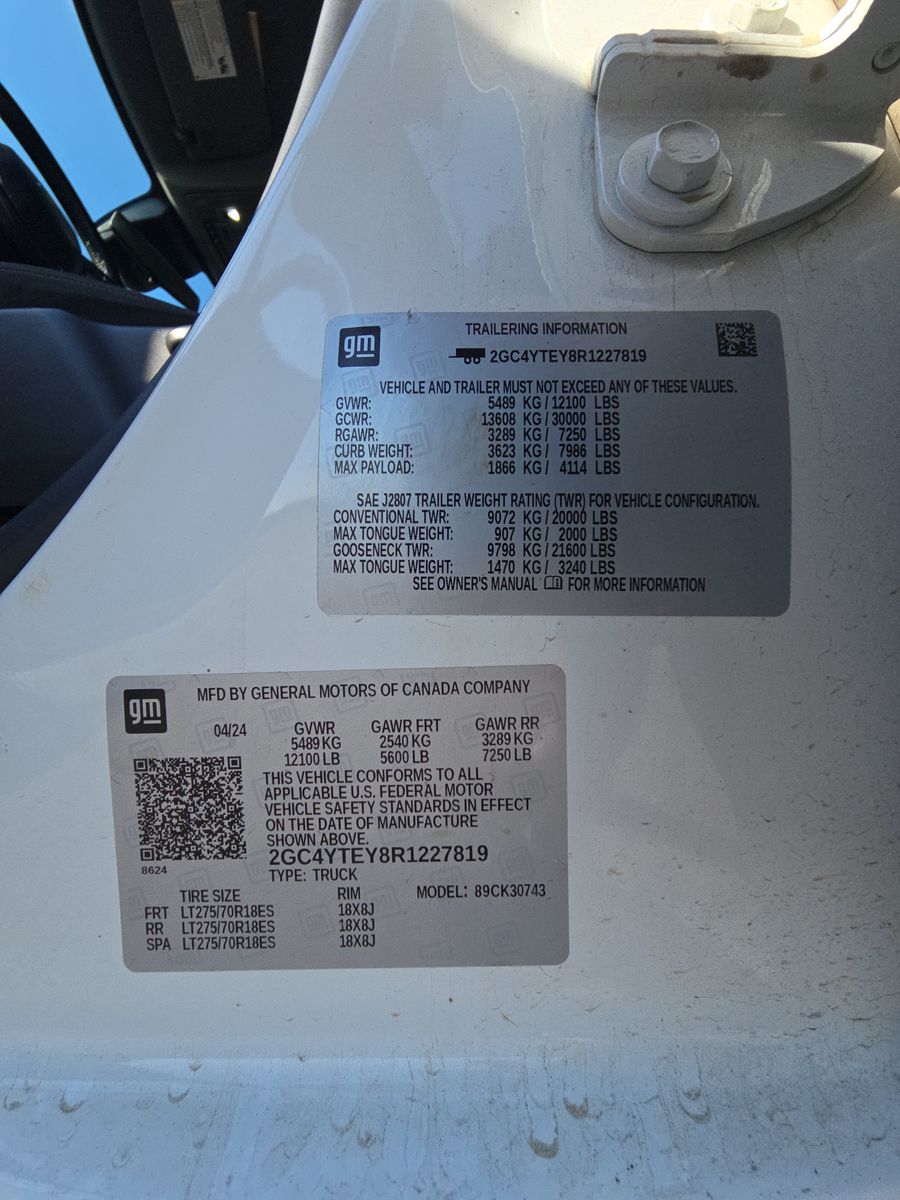 gm
TRAILERING INFORMATION
2GC4YTEY8R1227819
VEHICLE AND TRAILER MUST NOT EXCEED ANY OF THESE VALUES.
GVWR: 5489 KG / 12100 LBS
GCWR: 13608 KG / 30000 LBS
RGAWR: 3289 KG / 7250 LBS
CURB WEIGHT: 3623 KG / 7986 LBS
MAX PAYLOAD: 1866 KG / 4114 LBS
SAE J2807 TRAILER WEIGHT RATING (TWR) FOR VEHICLE CONFIGURATION.
CONVENTIONAL TWR: 9072 KG / 20000 LBS
MAX TONGUE WEIGHT: 907 KG / 2000 LBS
GOOSENECK TWR: 9798 KG / 21600 LBS
MAX TONGUE WEIGHT: 1470 KG / 3240 LBS
SEE OWNER'S MANUAL FOR MORE INFORMATION
gm
MFD BY GENERAL MOTORS OF CANADA COMPANY
04/24 GVWR GAWR FRT GAWR RR
5489 KG 2540 KG 3289 KG
12100 LB 5600 LB 7250 LB
THIS VEHICLE CONFORMS TO ALL
APPLICABLE U.S. FEDERAL MOTOR
VEHICLE SAFETY STANDARDS IN EFFECT
ON THE DATE OF MANUFACTURE
SHOWN ABOVE.
2GC4YTEY8R1227819
8624
TYPE: TRUCK
TIRE SIZE RIM MODEL: 89CK30743
FRT LT275/70R18ES 18X8J
RR LT275/70R18ES 18X8J
SPA LT275/70R18ES 18X8J